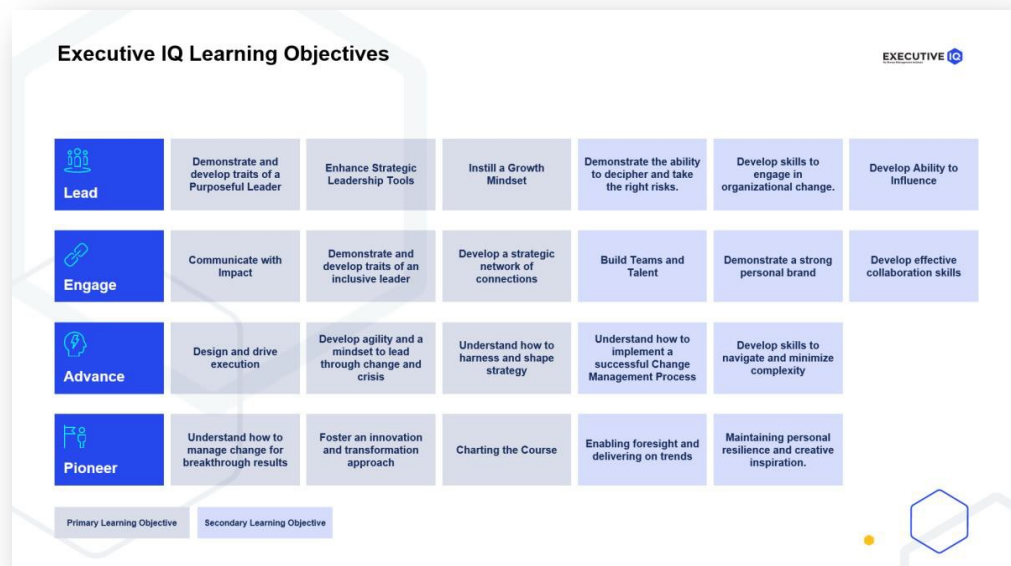 Executive IQ Learning Objectives
EXECUTIVE IQ
Lead
Demonstrate and
develop traits of a
Purposeful Leader
Enhance Strategic
Leadership Tools
Instill a Growth
Mindset
Demonstrate the ability
to decipher and take
the right risks.
Develop skills to
engage in
organizational change.
Develop Ability to
Influence
Engage
Communicate with
Impact
Demonstrate and
develop traits of an
inclusive leader
Develop a strategic
network of
connections
Build Teams and
Talent
Demonstrate a strong
personal brand
Develop effective
collaboration skills
Advance
Design and drive
execution
Develop agility and a
mindset to lead
through change and
crisis
Understand how to
harness and shape
strategy
Understand how to
implement a
successful Change
Management Process
Develop skills to
navigate and minimize
complexity
Pioneer
Understand how to
manage change for
breakthrough results
Foster an innovation
and transformation
approach
Charting the Course
Enabling foresight and
delivering on trends
Maintaining personal
resilience and creative
inspiration.
Primary Learning Objective
Secondary Learning Objective